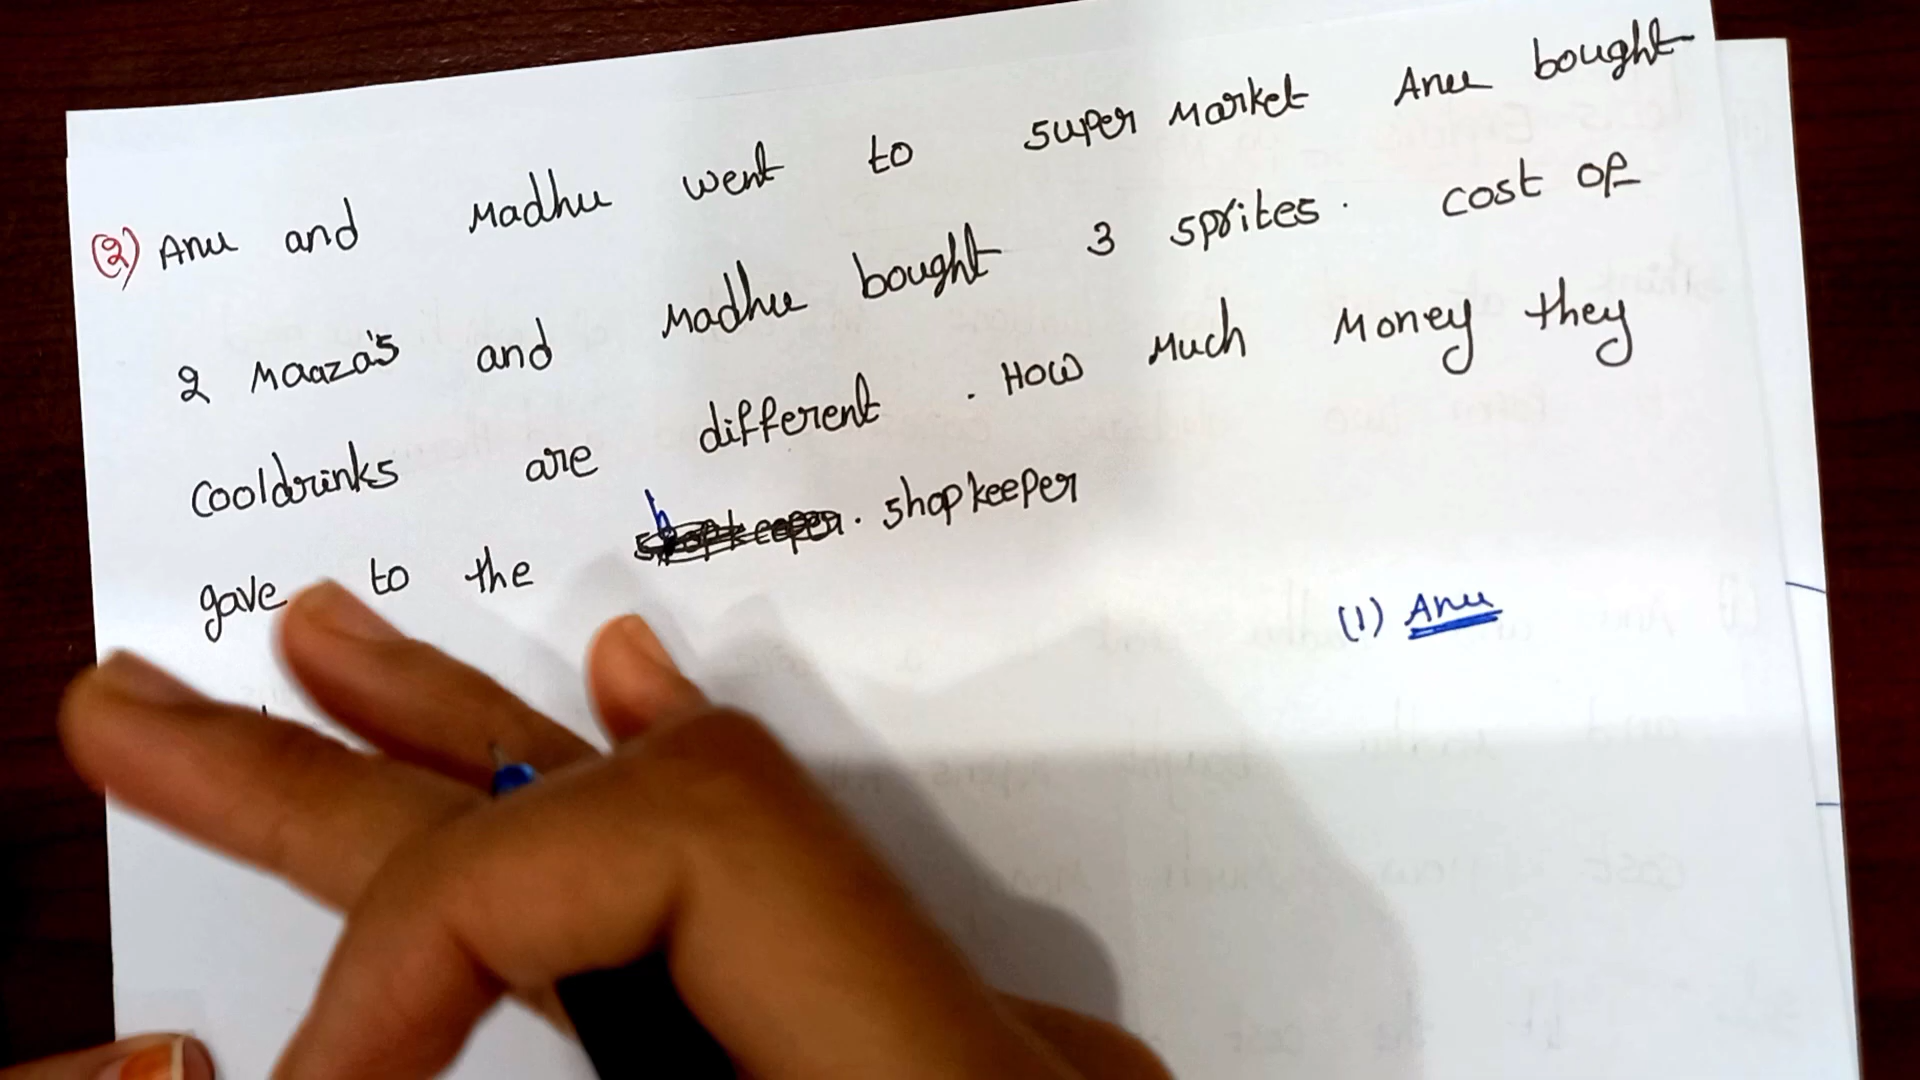 (2) Anu and Madhu went to super Market Anu bought
2 Maaza's and Madhu bought 3 sprites. cost of
Cooldrinks are different. How Much Money they
gave to the shopkeeper. shopkeeper
(1) Anu